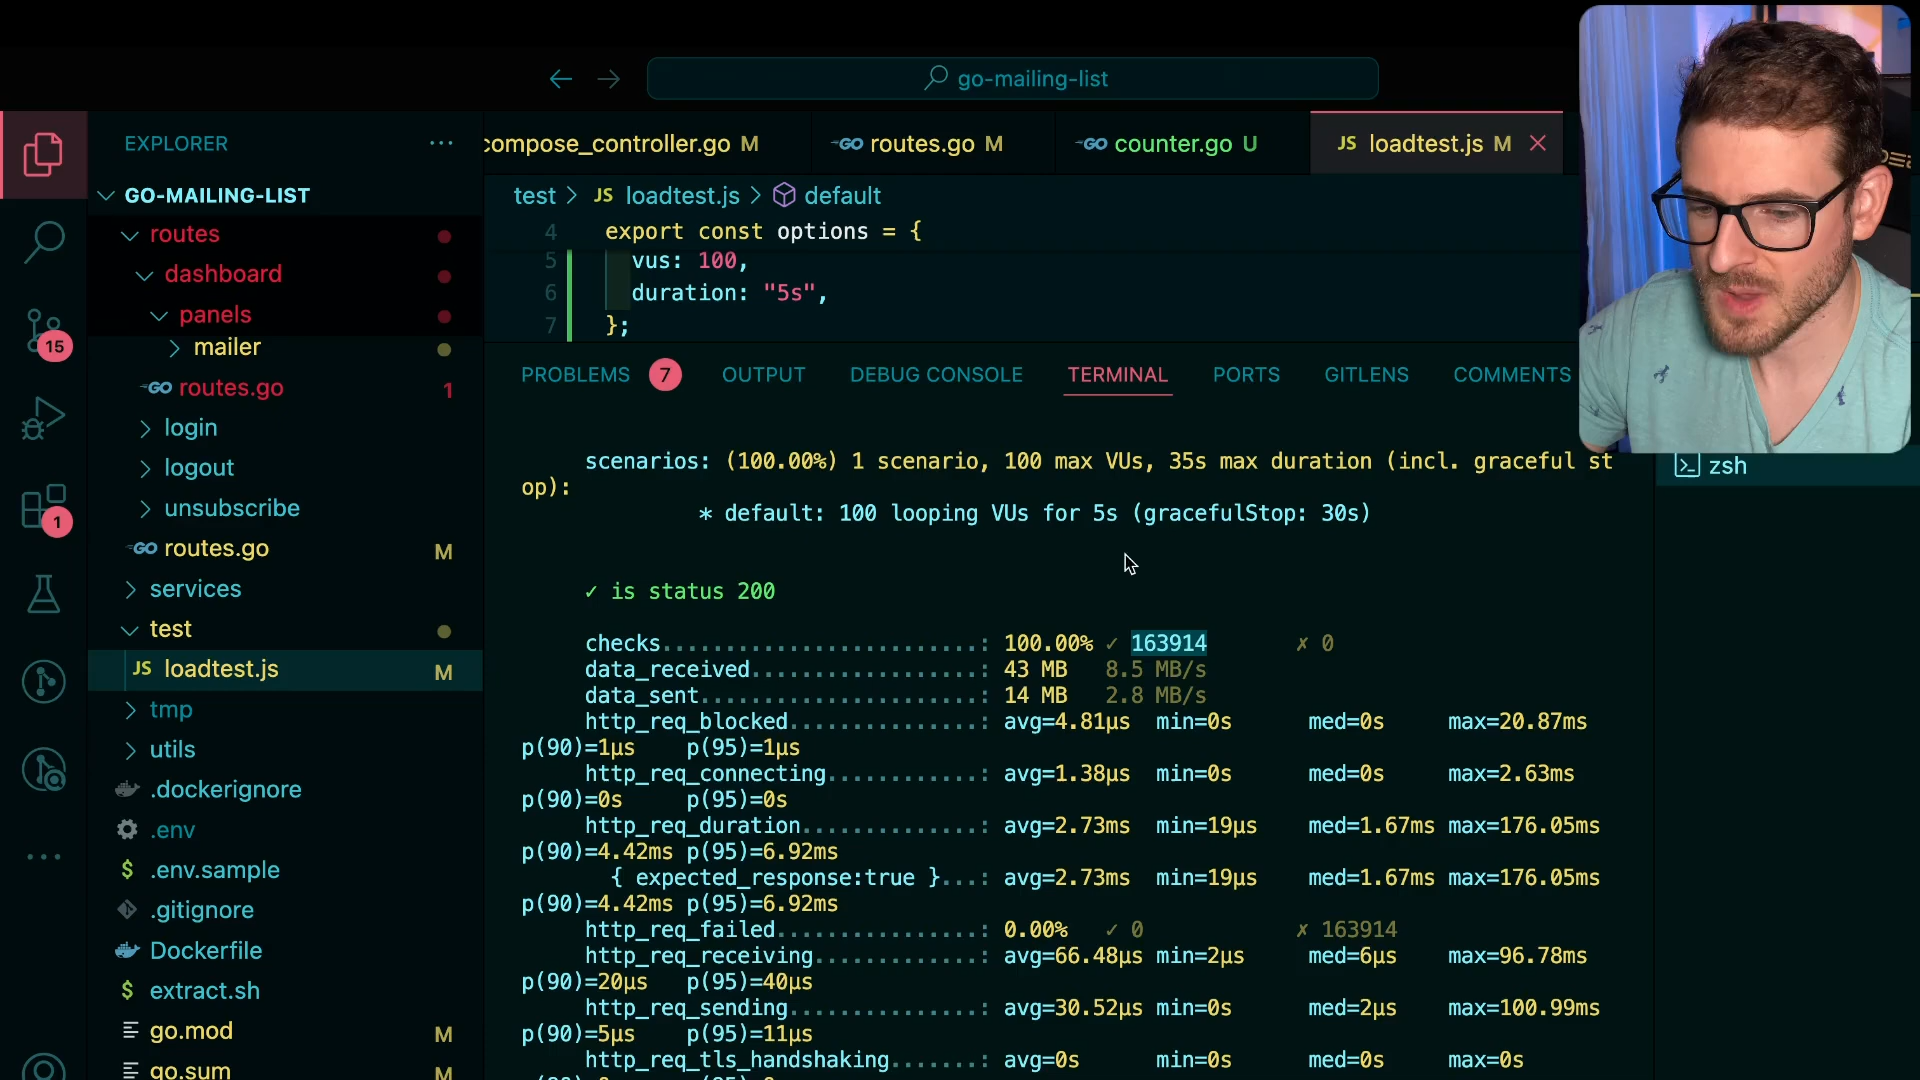 go-mailing-list
EXPLORER
GO-MAILING-LIST
routes
dashboard
panels
mailer
routes.go 1
login
logout
unsubscribe
routes.go M
services
test
JS loadtest.js M
tmp
utils
.dockerignore
.env
$ .env.sample
.gitignore
Dockerfile
$ extract.sh
go.mod M
go.sum M
15
1
compose_controller.go M
GO routes.go M
GO counter.go U
JS loadtest.js M
test > JS loadtest.js > default
4 export const options = {
5 vus: 100,
6 duration: "5s",
7 };
PROBLEMS 7 OUTPUT DEBUG CONSOLE TERMINAL PORTS GITLENS COMMENTS
zsh
scenarios: (100.00%) 1 scenario, 100 max VUs, 35s max duration (incl. graceful st
op):
* default: 100 looping VUs for 5s (gracefulStop: 30s)
✓ is status 200
checks.........................: 100.00% ✓ 163914 ✗ 0
data_received..................: 43 MB 8.5 MB/s
data_sent......................: 14 MB 2.8 MB/s
http_req_blocked...............: avg=4.81µs min=0s med=0s max=20.87ms
p(90)=1µs p(95)=1µs
http_req_connecting............: avg=1.38µs min=0s med=0s max=2.63ms
p(90)=0s p(95)=0s
http_req_duration..............: avg=2.73ms min=19µs med=1.67ms max=176.05ms
p(90)=4.42ms p(95)=6.92ms
{ expected_response:true }...: avg=2.73ms min=19µs med=1.67ms max=176.05ms
p(90)=4.42ms p(95)=6.92ms
http_req_failed................: 0.00% ✓ 0 ✗ 163914
http_req_receiving.............: avg=66.48µs min=2µs med=6µs max=96.78ms
p(90)=20µs p(95)=40µs
http_req_sending...............: avg=30.52µs min=0s med=2µs max=100.99ms
p(90)=5µs p(95)=11µs
http_req_tls_handshaking.......: avg=0s min=0s med=0s max=0s